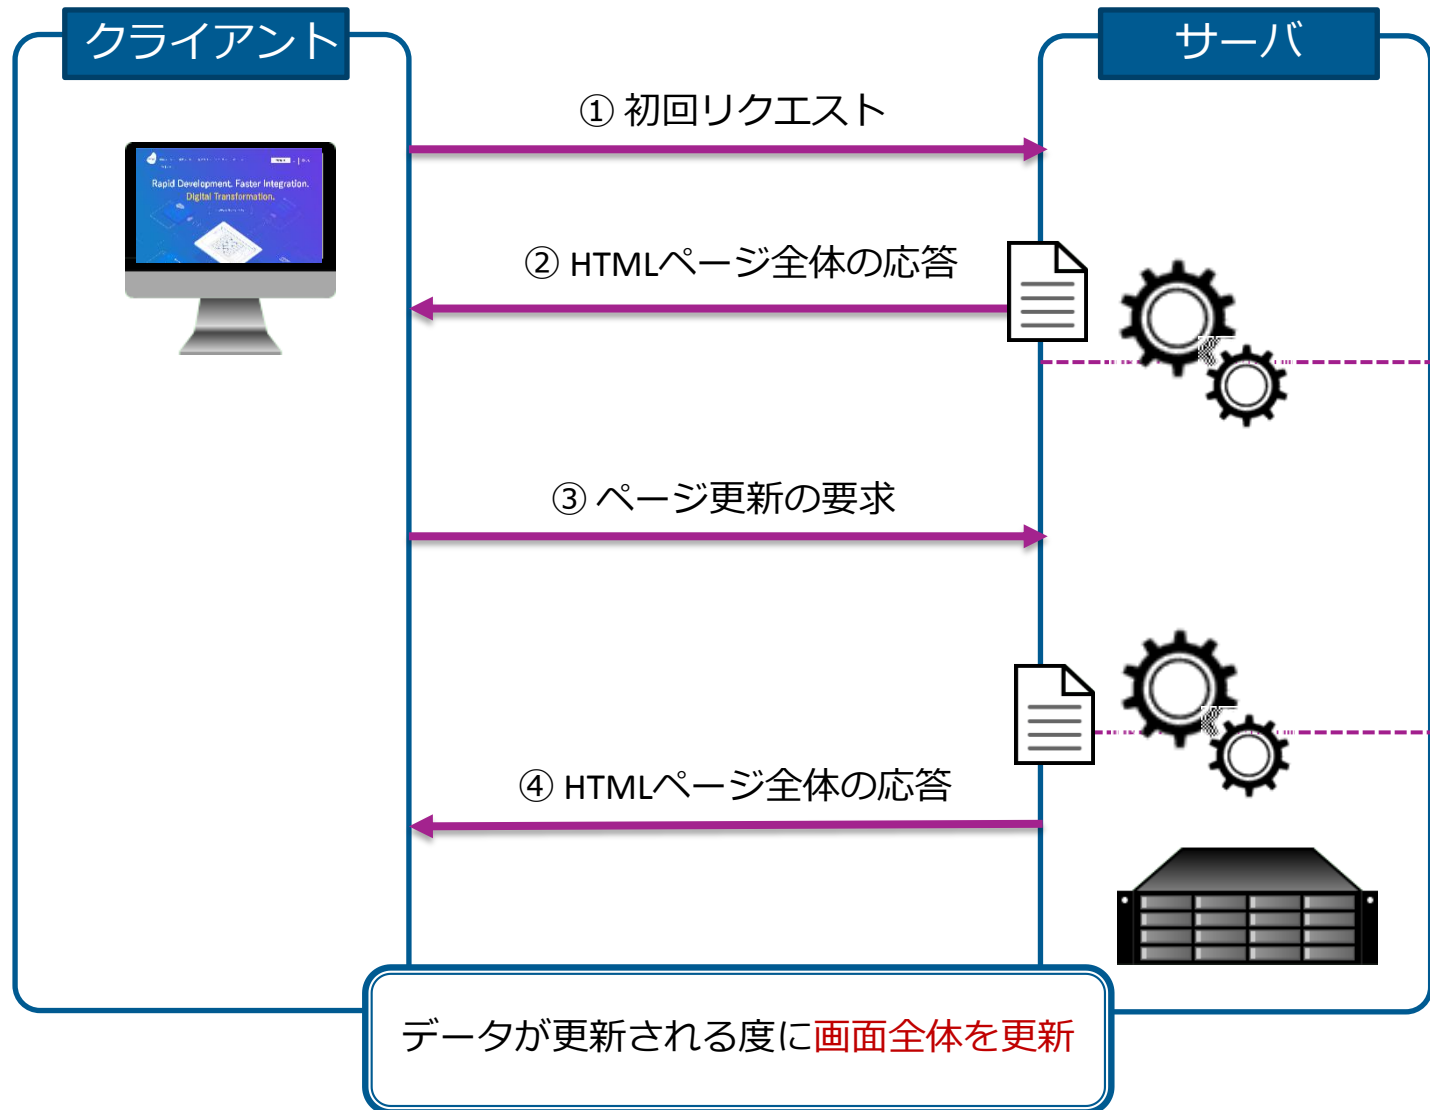 クライアント
サーバ
① 初回リクエスト
Rapid Development. Faster Integration.
Digital Transformation.
② HTMLページ全体の応答
③ ページ更新の要求
④ HTMLページ全体の応答
データが更新される度に画面全体を更新